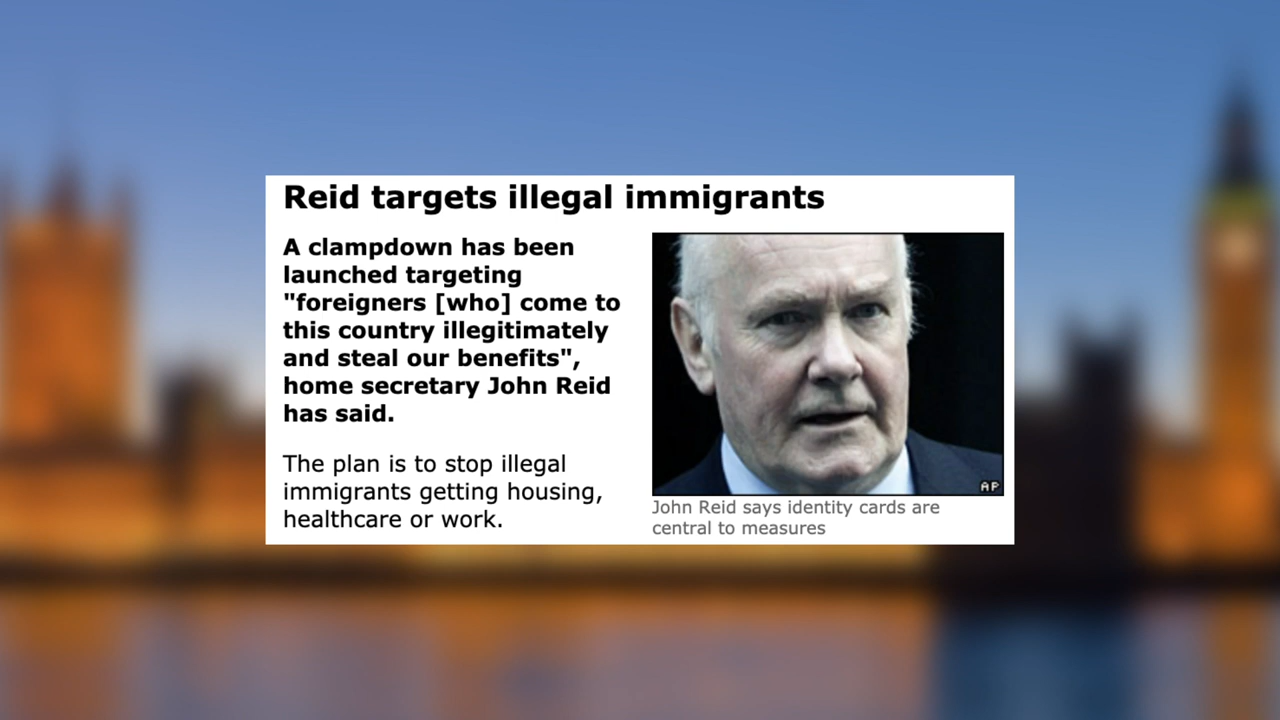 Reid targets illegal immigrants
A clampdown has been
launched targeting
"foreigners [who] come to
this country illegitimately
and steal our benefits",
home secretary John Reid
has said.
The plan is to stop illegal
immigrants getting housing,
healthcare or work.
AP
John Reid says identity cards are
central to measures